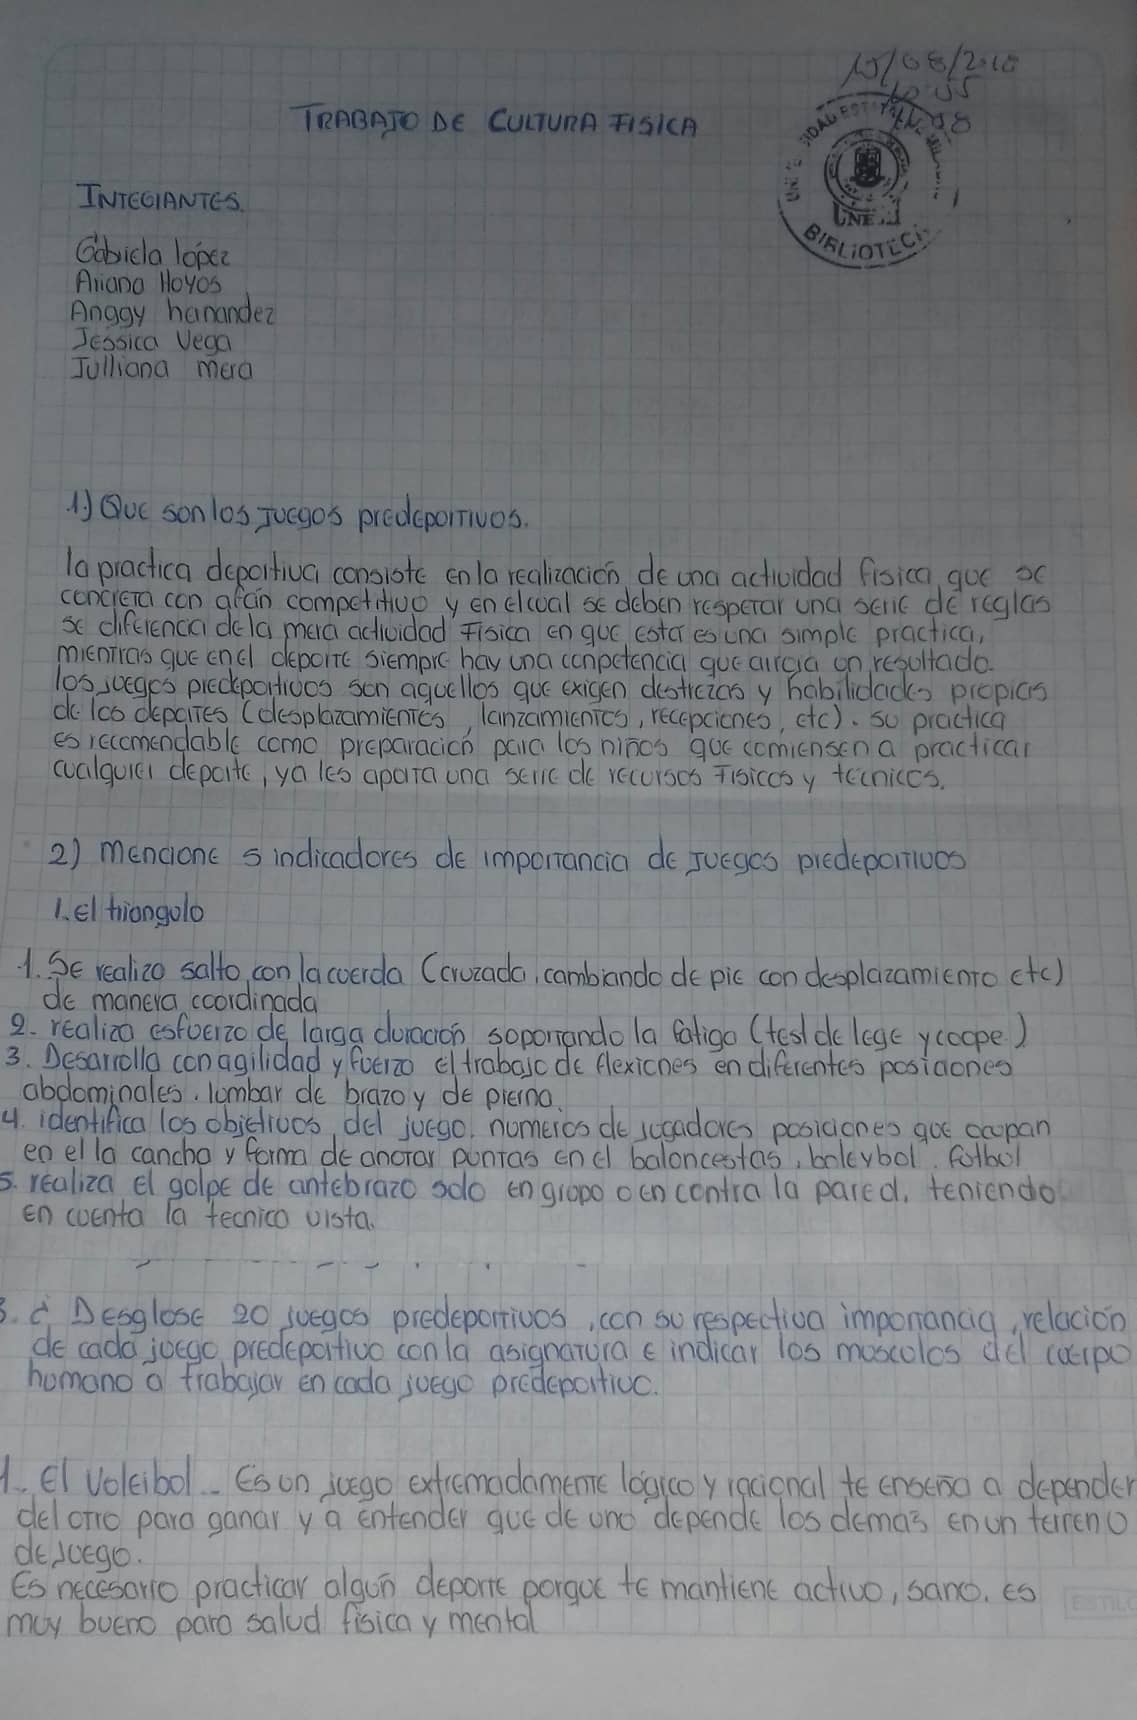 15/08/2018
TRABAJO DE CULTURA FISICA
BIBLIOTECA
INTEGRANTES.
Gabriela lópez
Ariana Hoyos
Anggy hernandez
Jessica Vega
Julliana mera
1) Que son los Juegos predeportivos.
la practica deportiva consiste en la realización de una actividad fisica, que se
concreta con afán competitivo y en el cual se deben respetar una serie de reglas
se diferencia de la mera actividad Fisica en que esta es una simple practica,
mientras que en el deporte siempre hay una conpetencia que arroja un resultado.
los juegos predeportivos son aquellos que exigen destrezas y habilidades propias
de los deportes (desplazamientos, lanzamientos, recepciones, etc). su practica
es recomendable como preparación para los niños que comiensen a practicar
cualquier deporte, ya les aporta una serie de recursos Fisicos y tecnicos.
2) mencione 5 indicadores de importancia de Juegos predeportivos
1. el triangulo
1. Se realizo salto con la cuerda (cruzado, cambiando de pie con desplazamiento etc)
de manera coordinada
2. realiza esfuerzo de larga duración soportando la fatiga (test de lege y coope)
3. Desarrolla con agilidad y fuerzo el trabajo de flexiones en diferentes posiciones
abdominales, lumbar de brazo y de pierna.
4. identifica los objetivos del juego, numeros de jugadores posiciones que ocupan
en el la cancha y forma de anotar puntas en el baloncestas, boleybol, futbol
5. realiza el golpe de antebrazo solo en grupo o en contra la pared, teniendo
en cuenta la tecnico vista.
3. ¿ Desglose 20 juegos predeportivos, con su respectiva importancia, relación
de cada juego predeportivo con la asignatura e indicar los musculos del cuerpo
humano a trabajar en cada juego predeportivo.
1. El Voleibol.. Es un juego extremadamente lógico y racional te enseña a depender
del otro para ganar y a entender que de uno depende los demas en un terreno
de juego.
Es necesario practicar algún deporte porque te mantiene activo, sano, es
muy bueno para salud fisica y mental